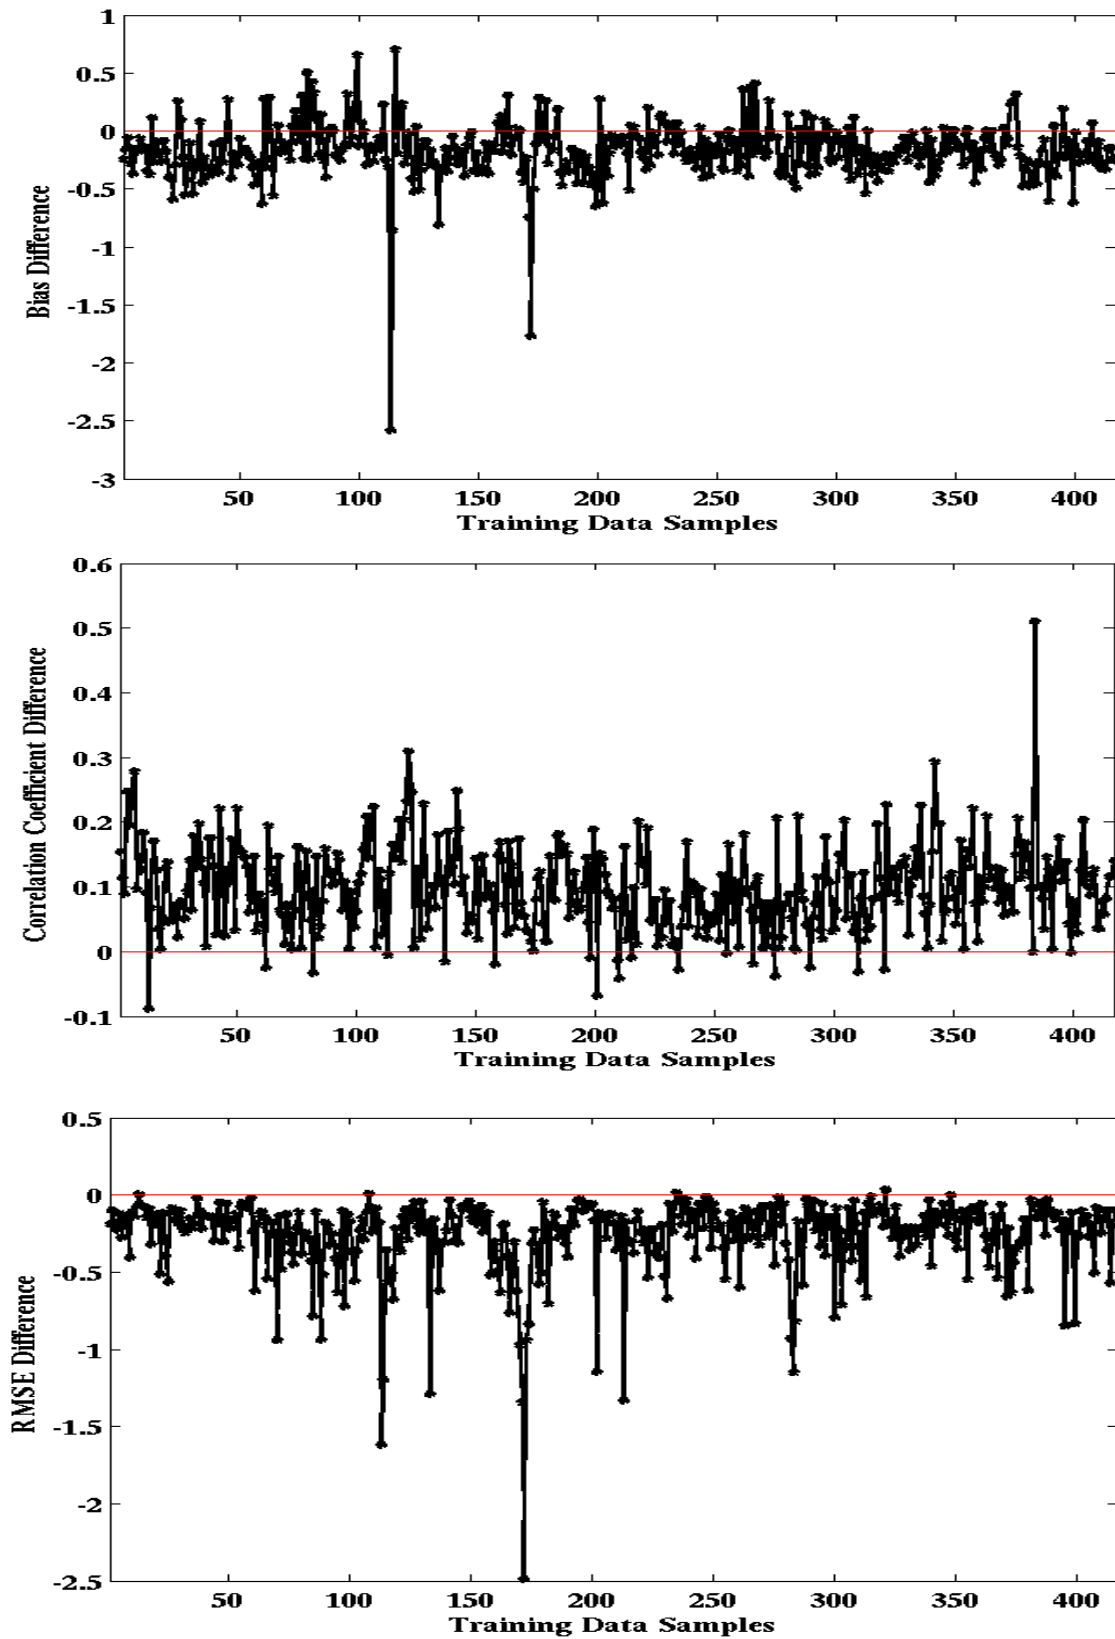 1
0.5
0
-0.5
-1
-1.5
-2
-2.5
-3
Bias Difference
50 100 150 200 250 300 350 400
Training Data Samples
0.6
0.5
0.4
0.3
0.2
0.1
0
-0.1
Correlation Coefficient Difference
50 100 150 200 250 300 350 400
Training Data Samples
0.5
0
-0.5
-1
-1.5
-2
-2.5
RMSE Difference
50 100 150 200 250 300 350 400
Training Data Samples